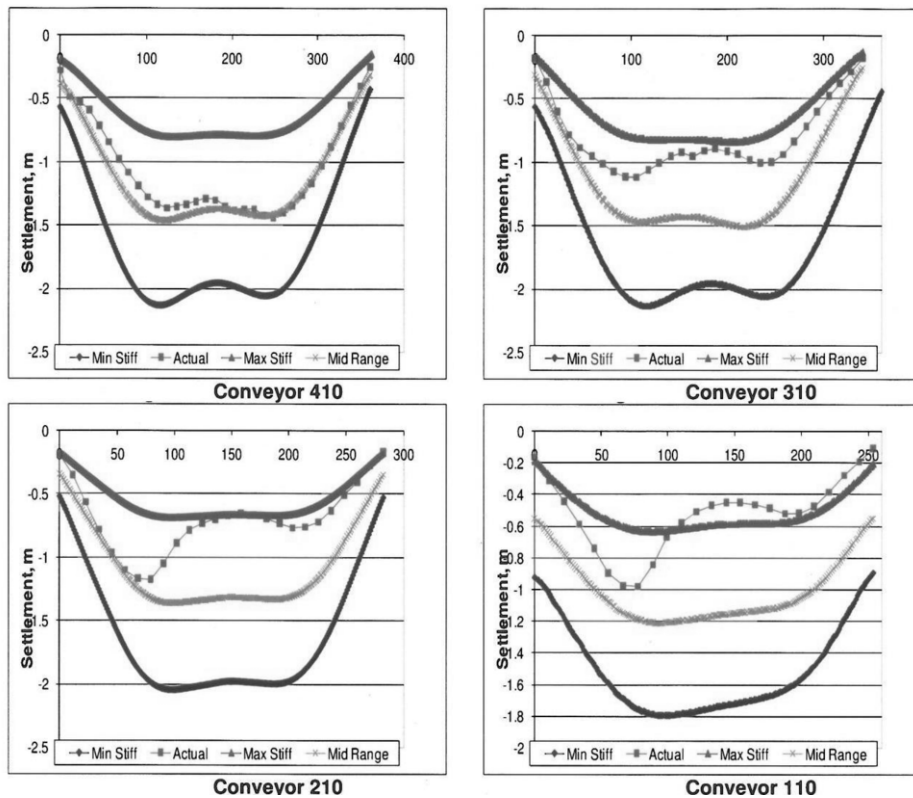 0
0 100 200 300 400
-0.5
-1
-1.5
-2
-2.5
Settlement, m
Min Stiff Actual Max Stiff Mid Range
Conveyor 410
0
0 100 200 300
-0.5
-1
-1.5
-2
-2.5
Settlement, m
Min Stiff Actual Max Stiff Mid Range
Conveyor 310
0
0 50 100 150 200 250 300
-0.5
-1
-1.5
-2
-2.5
Settlement, m
Min Stiff Actual Max Stiff Mid Range
Conveyor 210
0
0 50 100 150 200 250
-0.2
-0.4
-0.6
-0.8
-1
-1.2
-1.4
-1.6
-1.8
-2
Settlement, m
Min Stiff Actual Max Stiff Mid Range
Conveyor 110